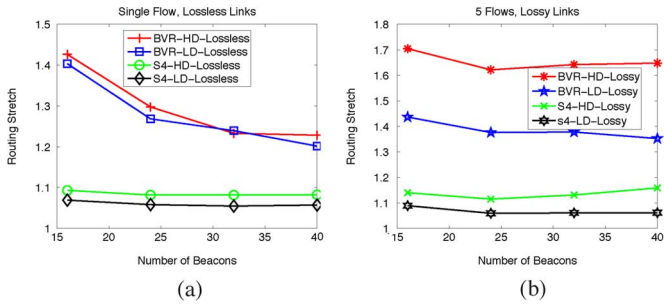 Single Flow, Lossless Links
1.5
1.4
1.3
1.2
1.1
1
Routing Stretch
BVR-HD-Lossless
BVR-LD-Lossless
S4-HD-Lossless
S4-LD-Lossless
15 20 25 30 35 40
Number of Beacons
(a)
5 Flows, Lossy Links
1.8
1.7
1.6
1.5
1.4
1.3
1.2
1.1
1
Routing Stretch
BVR-HD-Lossy
BVR-LD-Lossy
S4-HD-Lossy
s4-LD-Lossy
15 20 25 30 35 40
Number of Beacons
(b)